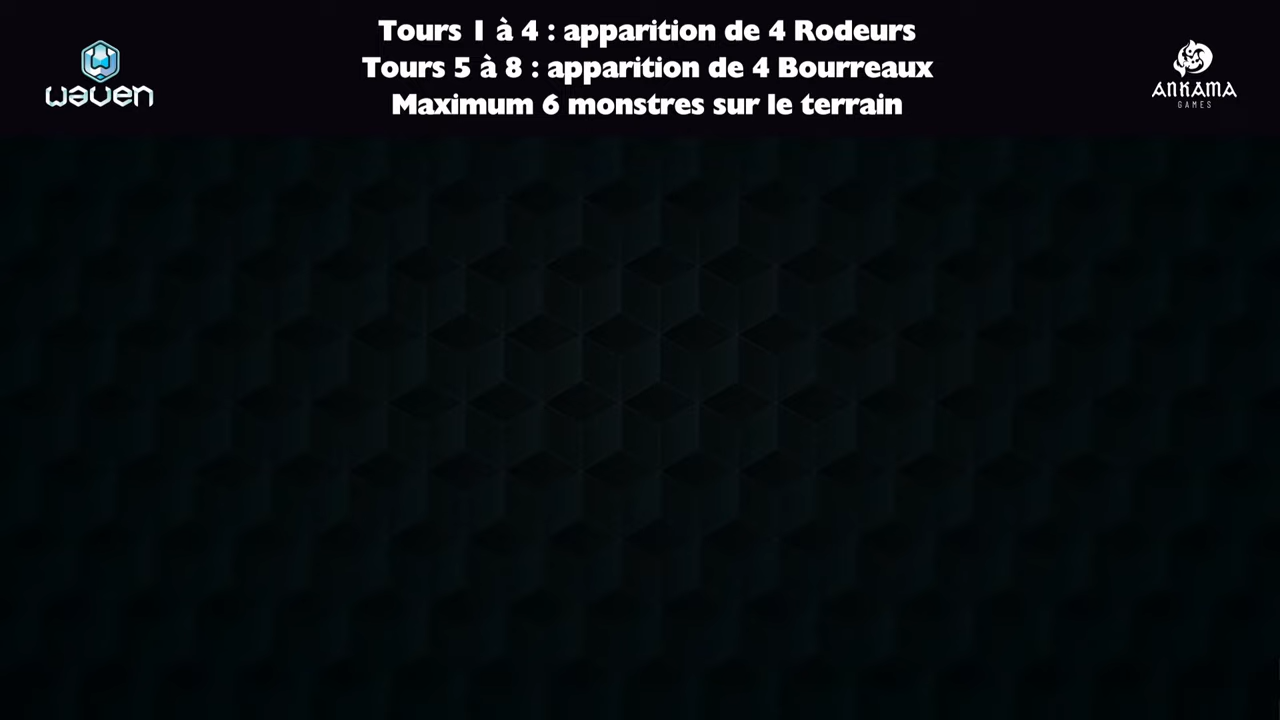 Tours 1 à 4 : apparition de 4 Rodeurs
Tours 5 à 8 : apparition de 4 Bourreaux
Maximum 6 monstres sur le terrain
waven
ANKAMA
GAMES